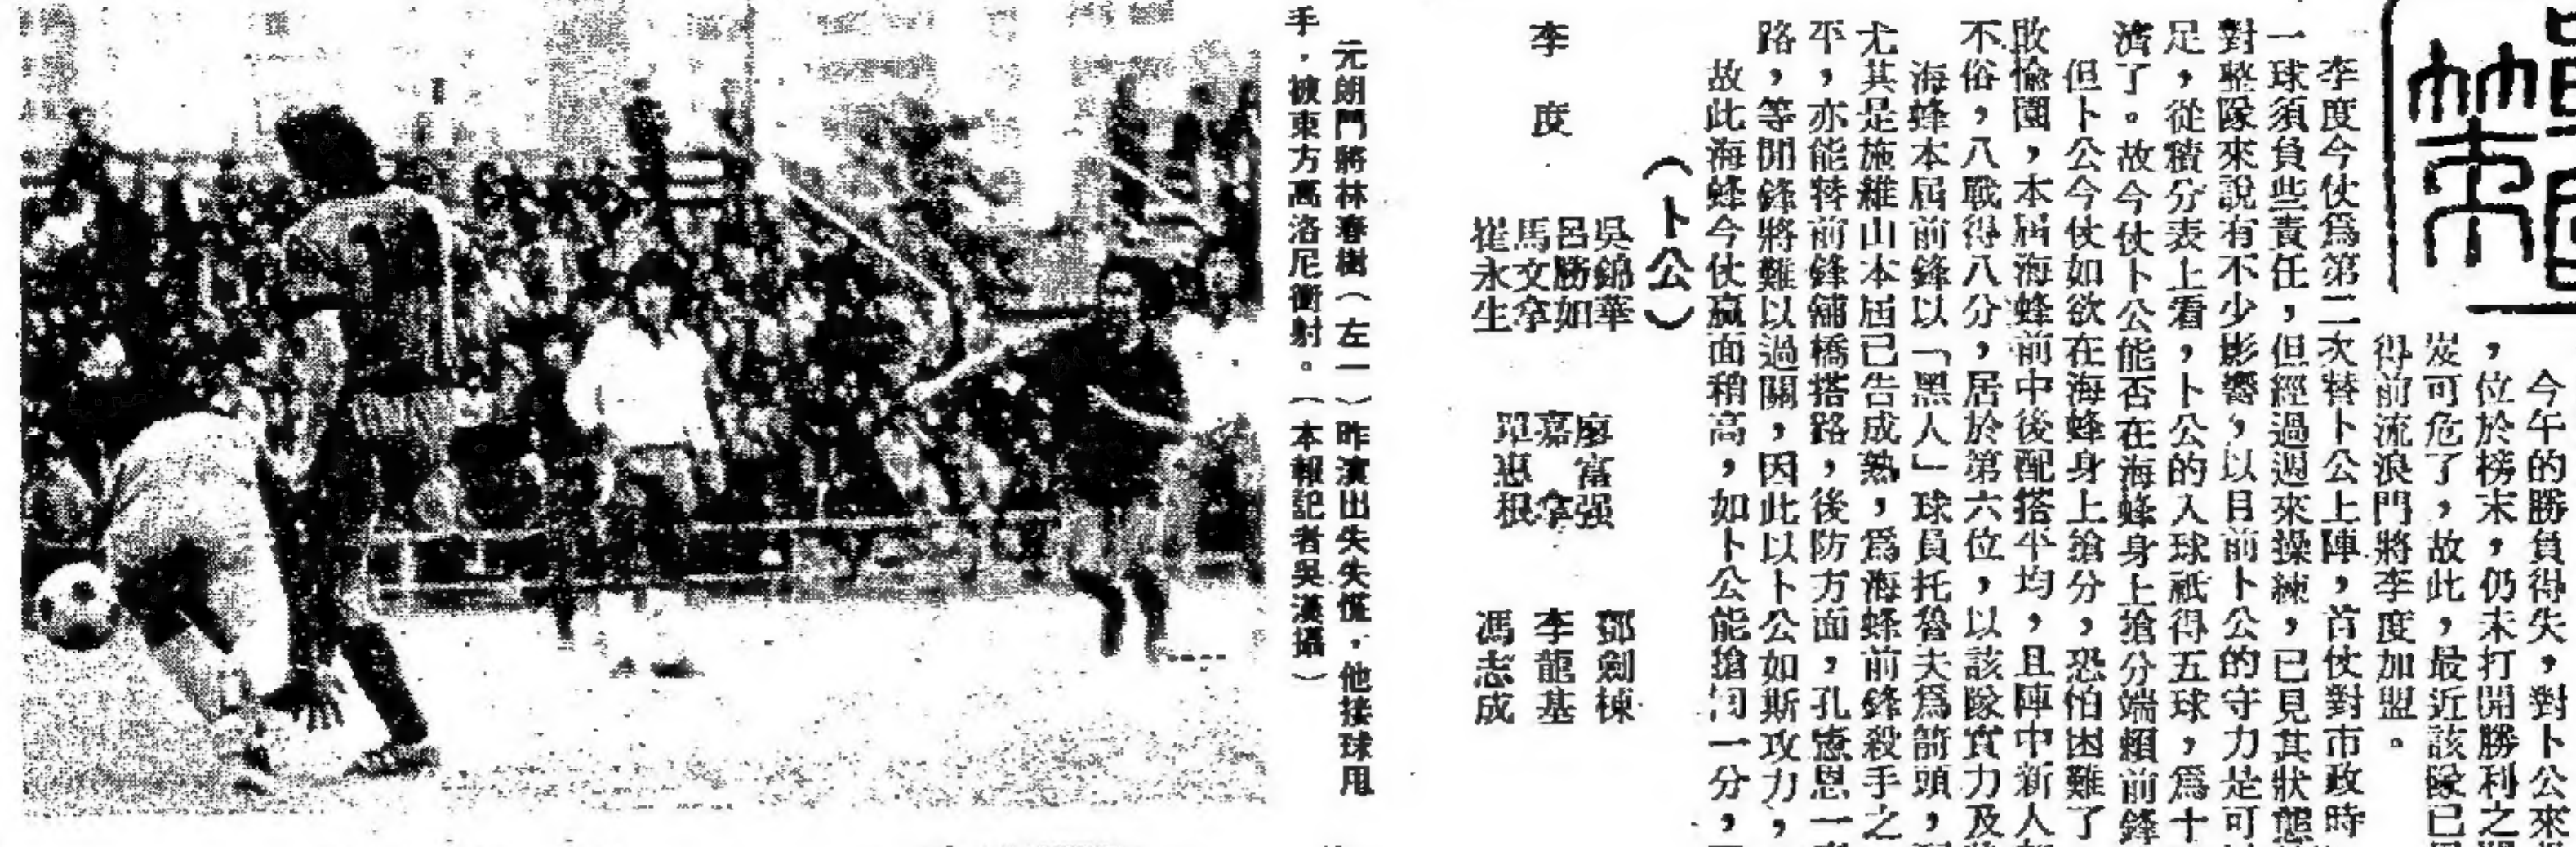 今午的勝負得失，對卜公來
，位於榜末，仍未打開勝利之
岌可危了，故此，最近該隊已
得前流浪門將李度加盟。
李度今仗爲第二次替卜公上陣，首仗對市政時
一球須負些責任，但經過週來操練，已見其狀態
對整隊來說有不少影響，以目前卜公的守力是可
足，從積分表上看，卜公的入球祇得五球，爲十
濟了。故今仗卜公能否在海蜂身上搶分端賴前鋒
但卜公今仗如欲在海蜂身上搶分，恐怕困難了
敗愉園，本屆海蜂前中後配搭平均，且陣中新人
不俗，八戰得八分，居於第六位，以該隊實力及
海蜂本屆前鋒以「黑人」球員托魯夫爲箭頭，
尤其是施維山本屆已告成熟，爲海蜂前鋒殺手之
平，亦能替前鋒舖橋搭路，後防方面，孔憲恩一
路，等開鋒將難以過關，因此以卜公如斯攻力，
故此海蜂今仗贏面稍高，如卜公能搶同一分，
（卜公）
吳錦華　廖富强　鄧劍棟
呂勝如
李度　馬文拿　嘉拿　李龍基
崔永生　單惠根　馮志成
元朗門將林春樹（左一）昨演出失失慌，他接球甩
手，被東方高洛尼衝射。（本報記者吳漢攝）